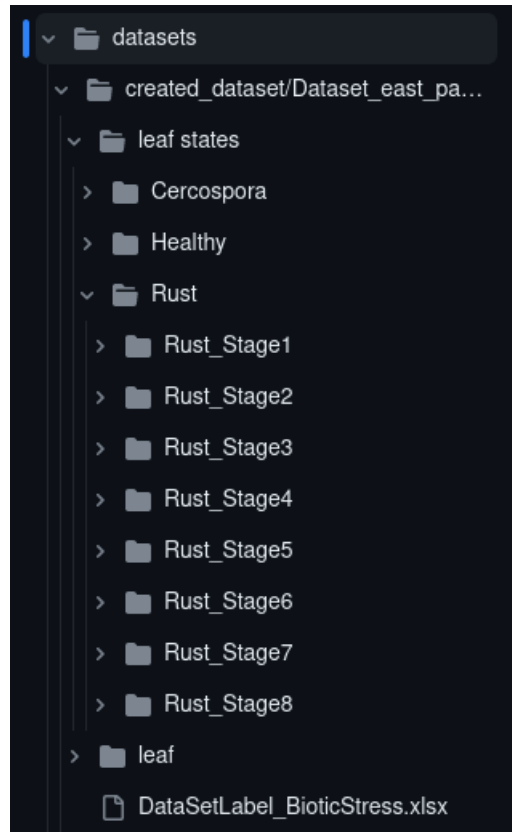 datasets
created_dataset/Dataset_east_pa...
leaf states
Cercospora
Healthy
Rust
Rust_Stage1
Rust_Stage2
Rust_Stage3
Rust_Stage4
Rust_Stage5
Rust_Stage6
Rust_Stage7
Rust_Stage8
leaf
DataSetLabel_BioticStress.xlsx